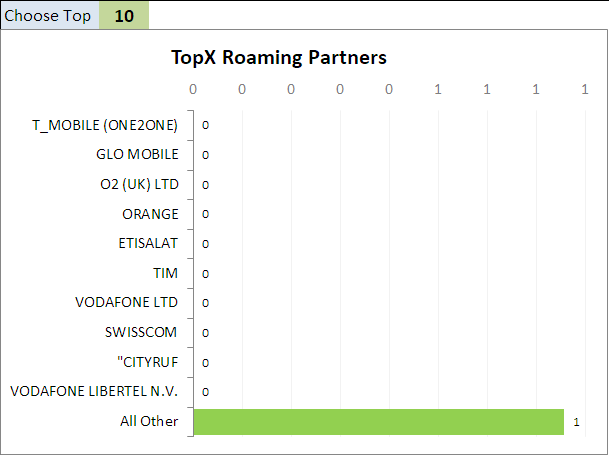 Choose Top 10
TopX Roaming Partners
0 0 0 0 0 1 1 1 1
T_MOBILE (ONE2ONE) 0
GLO MOBILE 0
O2 (UK) LTD 0
ORANGE 0
ETISALAT 0
TIM 0
VODAFONE LTD 0
SWISSCOM 0
"CITYRUF 0
VODAFONE LIBERTEL N.V. 0
All Other 1